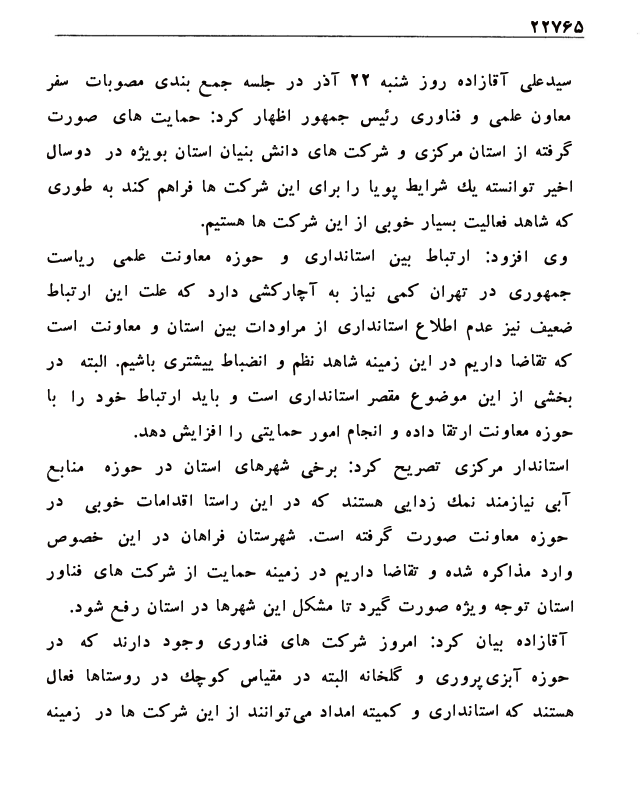 ۲۲۷۶۵
سیدعلی آقازاده روز شنبه ۲۲ آذر در جلسه جمع بندی مصوبات سفر
معاون علمی و فناوری رئیس جمهور اظهار کرد: حمایت های صورت
گرفته از استان مرکزی و شرکت های دانش بنیان استان بویژه در دوسال
اخیر توانسته یك شرایط پویا را برای این شرکت ها فراهم کند به طوری
که شاهد فعالیت بسیار خوبی از این شرکت ها هستیم.
وی افزود: ارتباط بین استانداری و حوزه معاونت علمی ریاست
جمهوری در تهران کمی نیاز به آچارکشی دارد که علت این ارتباط
ضعیف نیز عدم اطلاع استانداری از مراودات بین استان و معاونت است
که تقاضا داریم در این زمینه شاهد نظم و انضباط بیشتری باشیم. البته در
بخشی از این موضوع مقصر استانداری است و باید ارتباط خود را با
حوزه معاونت ارتقا داده و انجام امور حمایتی را افزایش دهد.
استاندار مرکزی تصریح کرد: برخی شهرهای استان در حوزه منابع
آبی نیازمند نمك زدایی هستند که در این راستا اقدامات خوبی در
حوزه معاونت صورت گرفته است. شهرستان فراهان در این خصوص
وارد مذاکره شده و تقاضا داریم در زمینه حمایت از شرکت های فناور
استان توجه ویژه صورت گیرد تا مشکل این شهرها در استان رفع شود.
آقازاده بیان کرد: امروز شرکت های فناوری وجود دارند که در
حوزه آبزی‌پروری و گلخانه البته در مقیاس کوچك در روستاها فعال
هستند که استانداری و کمیته امداد می‌توانند از این شرکت ها در زمینه